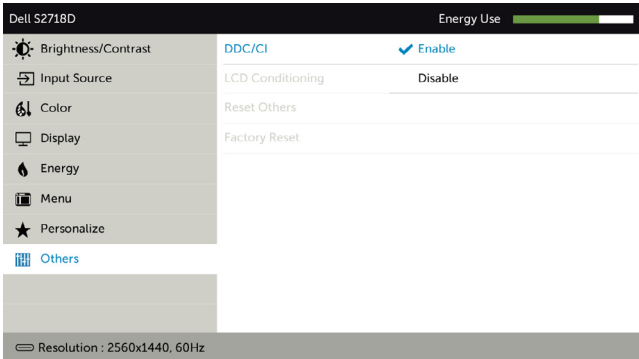 Dell S2718D Energy Use
Brightness/Contrast DDC/CI Enable
Input Source LCD Conditioning Disable
Color Reset Others
Display Factory Reset
Energy
Menu
Personalize
Others
Resolution : 2560x1440, 60Hz